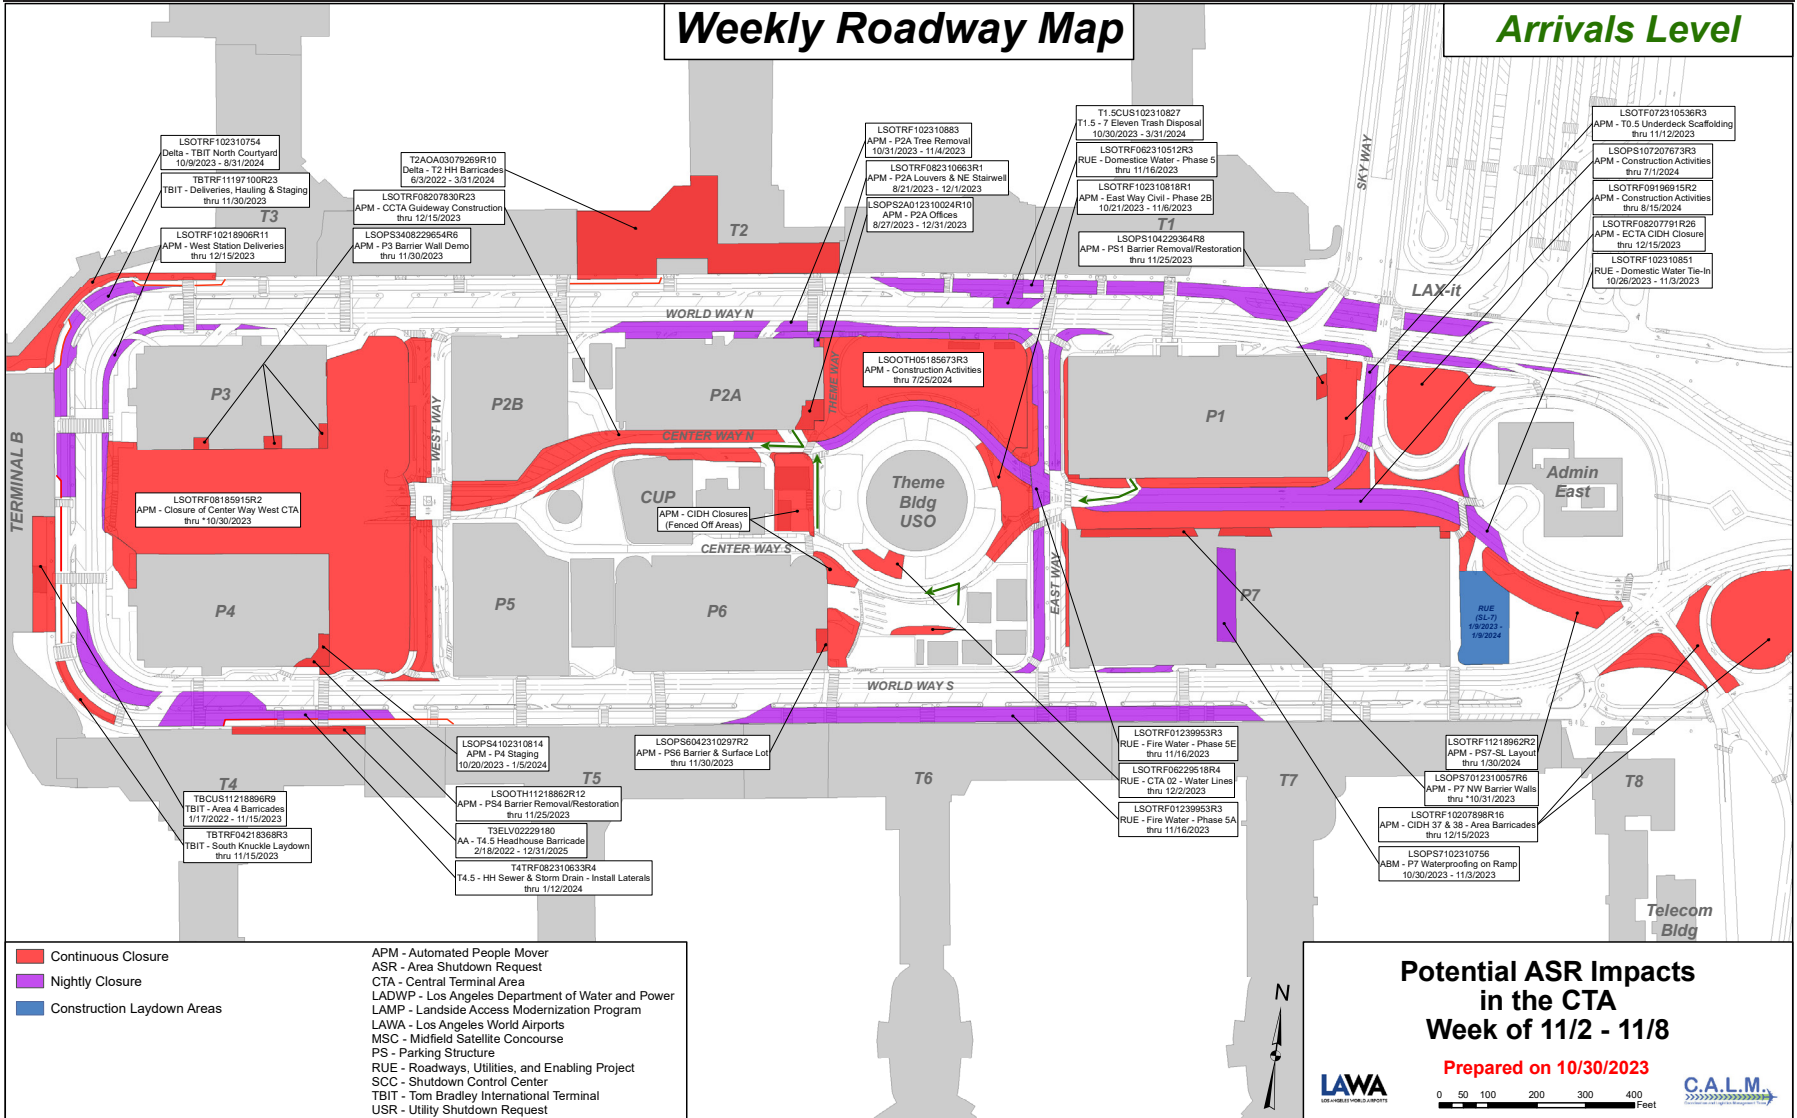 Weekly Roadway Map
Arrivals Level
LSOTRF102310754
Delta - TBIT North Courtyard
10/9/2023 - 8/31/2024
TBTRF11197100R23
TBIT - Deliveries, Hauling & Staging
thru 11/30/2023
LSOTRF10218906R11
APM - West Station Deliveries
thru 12/15/2023
T2AOA03079269R10
Delta - T2 HH Barricades
6/3/2022 - 3/31/2024
LSOTRF08207830R23
APM - CCTA Guideway Construction
thru 12/15/2023
LSOPS3408229654R6
APM - P3 Barrier Wall Demo
thru 11/30/2023
LSOTRF102310883
APM - P2A Tree Removal
10/31/2023 - 11/4/2023
LSOTRF082310663R1
APM - P2A Louvers & NE Stairwell
8/21/2023 - 12/1/2023
LSOPS2A012310024R10
APM - P2A Offices
8/27/2023 - 12/31/2023
T1.5CUS102310827
T1.5 - 7 Eleven Trash Disposal
10/30/2023 - 3/31/2024
LSOTRF062310512R3
RUE - Domestice Water - Phase 5
thru 11/16/2023
LSOTRF102310818R1
APM - East Way Civil - Phase 2B
10/21/2023 - 11/6/2023
LSOPS104229364R8
APM - PS1 Barrier Removal/Restoration
thru 11/25/2023
LSOTF072310536R3
APM - T0.5 Underdeck Scaffolding
thru 11/12/2023
LSOPS107207673R3
APM - Construction Activities
thru 7/1/2024
LSOTRF09196915R2
APM - Construction Activities
thru 8/15/2024
LSOTRF08207791R26
APM - ECTA CIDH Closure
thru 12/15/2023
LSOTRF102310851
RUE - Domestic Water Tie-In
10/26/2023 - 11/3/2023
T3
T2
T1
SKY WAY
LAX-it
WORLD WAY N
P3
P2B
P2A
THEME WAY
LSOOTH05185673R3
APM - Construction Activities
thru 7/25/2024
P1
WEST WAY
CENTER WAY N
TERMINAL B
LSOTRF08185915R2
APM - Closure of Center Way West CTA
thru *10/30/2023
CUP
APM - CIDH Closures
(Fenced Off Areas)
Theme
Bldg
USO
Admin
East
CENTER WAY S
EAST WAY
P4
P5
P6
P7
RUE
(SL-7)
1/9/2023 -
1/9/2024
WORLD WAY S
LSOPS4102310814
APM - P4 Staging
10/20/2023 - 1/5/2024
LSOPS6042310297R2
APM - PS6 Barrier & Surface Lot
thru 11/30/2023
LSOTRF01239953R3
RUE - Fire Water - Phase 5E
thru 11/16/2023
LSOTRF06229518R4
RUE - CTA 02 - Water Lines
thru 12/2/2023
LSOTRF01239953R3
RUE - Fire Water - Phase 5A
thru 11/16/2023
LSOTRF11218962R2
APM - PS7-SL Layout
thru 1/30/2024
LSOPS7012310057R6
APM - P7 NW Barrier Walls
thru *10/31/2023
LSOTRF10207898R16
APM - CIDH 37 & 38 - Area Barricades
thru 12/15/2023
LSOPS7102310756
ABM - P7 Waterproofing on Ramp
10/30/2023 - 11/3/2023
T4
T5
T6
T7
T8
TBCUS11218896R9
TBIT - Area 4 Barricades
1/17/2022 - 11/15/2023
TBTRF04218368R3
TBIT - South Knuckle Laydown
thru 11/15/2023
LSOOTH11218862R12
APM - PS4 Barrier Removal/Restoration
thru 11/25/2023
T3ELV02229180
AA - T4.5 Headhouse Barricade
2/18/2022 - 12/31/2025
T4TRF082310633R4
T4.5 - HH Sewer & Storm Drain - Install Laterals
thru 1/12/2024
Telecom
Bldg
Continuous Closure
Nightly Closure
Construction Laydown Areas
APM - Automated People Mover
ASR - Area Shutdown Request
CTA - Central Terminal Area
LADWP - Los Angeles Department of Water and Power
LAMP - Landside Access Modernization Program
LAWA - Los Angeles World Airports
MSC - Midfield Satellite Concourse
PS - Parking Structure
RUE - Roadways, Utilities, and Enabling Project
SCC - Shutdown Control Center
TBIT - Tom Bradley International Terminal
USR - Utility Shutdown Request
N
Potential ASR Impacts
in the CTA
Week of 11/2 - 11/8
Prepared on 10/30/2023
LAWA
LOS ANGELES WORLD AIRPORTS
0 50 100 200 300 400
Feet
C.A.L.M.